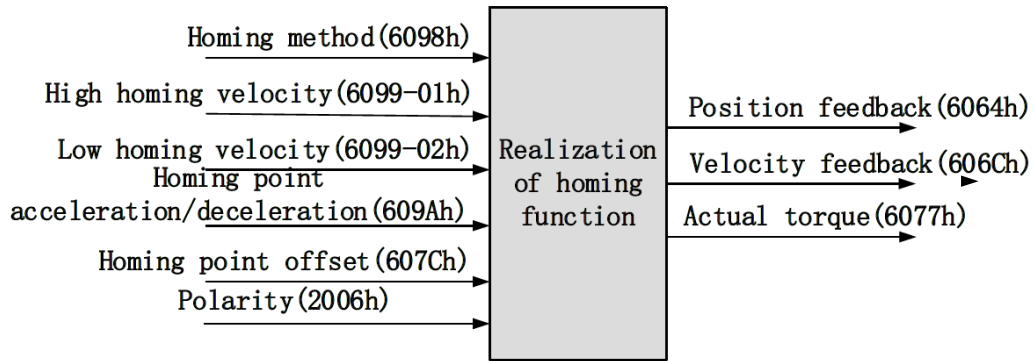 Homing method(6098h)
High homing velocity(6099-01h)
Low homing velocity(6099-02h)
Homing point
acceleration/deceleration(609Ah)
Homing point offset(607Ch)
Polarity(2006h)
Realization
of homing
function
Position feedback(6064h)
Velocity feedback(606Ch)
Actual torque(6077h)